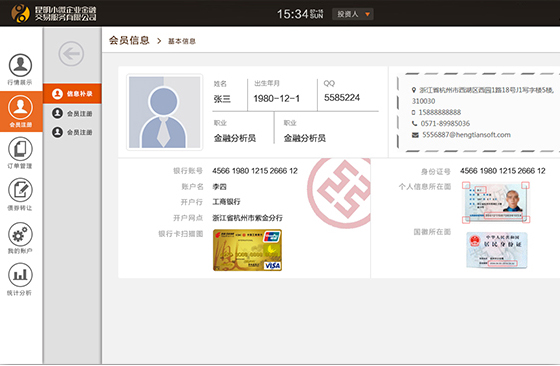 昆明小微企业金融
交易服务有限公司
15:34 07-15 SUN
投资人
行情展示
会员注册
订单管理
债券转让
我的账户
统计分析
信息补录
会员注册
会员注册
会员信息 > 基本信息
姓名 出生年月 QQ
张三 1980-12-1 5585224
职业 职业
金融分析员 金融分析员
浙江省杭州市西湖区西园1路18号J1写字楼5楼,
310030
15888888888
0571-89985036
5556887@hengtiansoft.com
银行账号 4566 1980 1215 2666 12
账户名 李四
开户行 工商银行
开户网点 浙江省杭州市紫金分行
银行卡扫描图
VISA
身份证号 4566 1980 1215 2666 12
个人信息所在面
国徽所在面
中华人民共和国
居民身份证